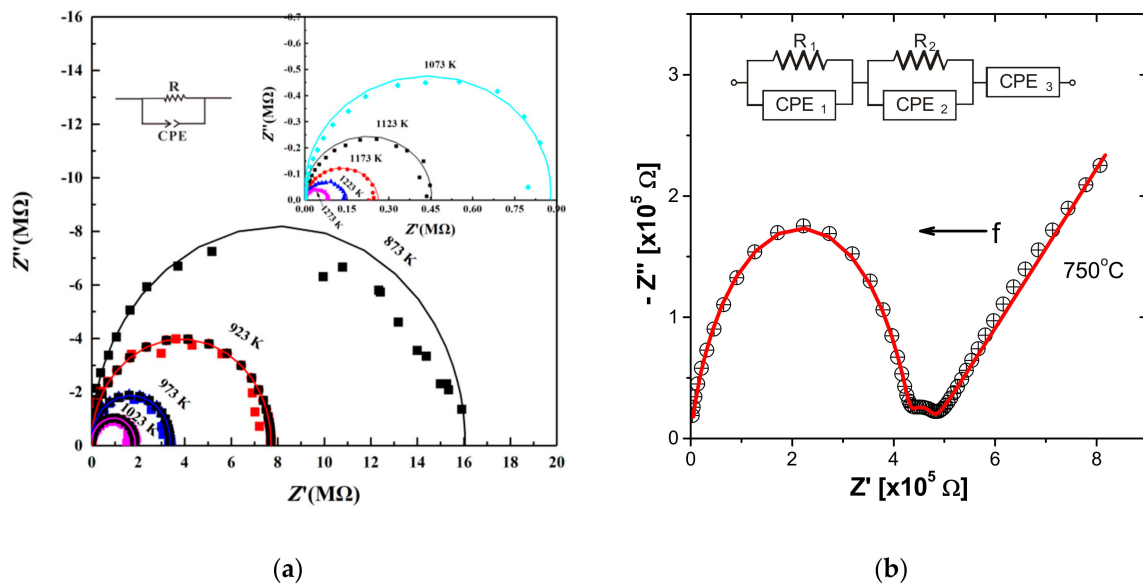 -16
-14
-12
-10
-8
-6
-4
-2
0
Z''(MΩ)
0 2 4 6 8 10 12 14 16 18 20
Z'(MΩ)
R
CPE
873 K
923 K
973 K
1023 K
-0.7
-0.6
-0.5
-0.4
-0.3
-0.2
-0.1
0.0
Z''(MΩ)
0.00 0.15 0.30 0.45 0.60 0.75 0.90
Z'(MΩ)
1073 K
1123 K
1173 K
1223 K
1273 K
(a)
3
2
1
0
- Z'' [x10⁵ Ω]
0 2 4 6 8
Z' [x10⁵ Ω]
R₁ R₂
CPE ₁ CPE ₂ CPE ₃
f
750°C
(b)